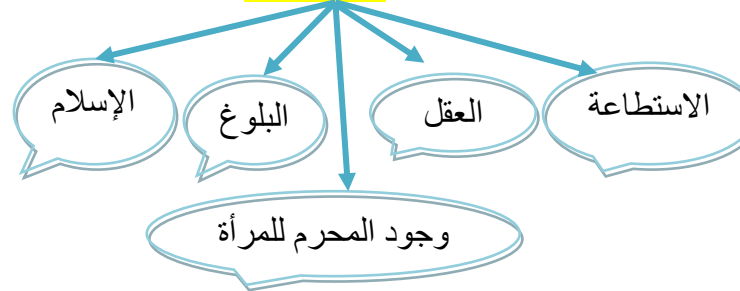 الاستطاعة
العقل
البلوغ
الإسلام
وجود المحرم للمرأة